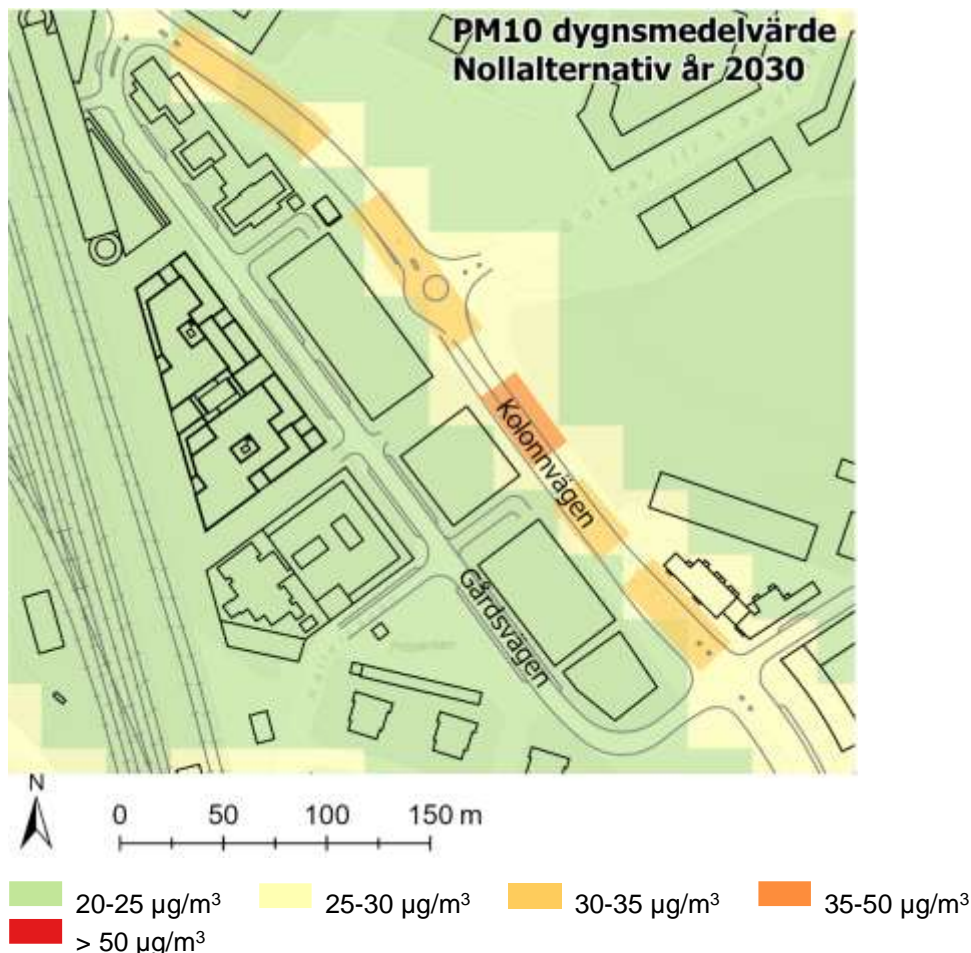 PM10 dygnsmedelvärde
Nollalternativ år 2030
Kolonnvägen
Gårdsvägen
N
0 50 100 150 m
20-25 µg/m³ 25-30 µg/m³ 30-35 µg/m³ 35-50 µg/m³
> 50 µg/m³